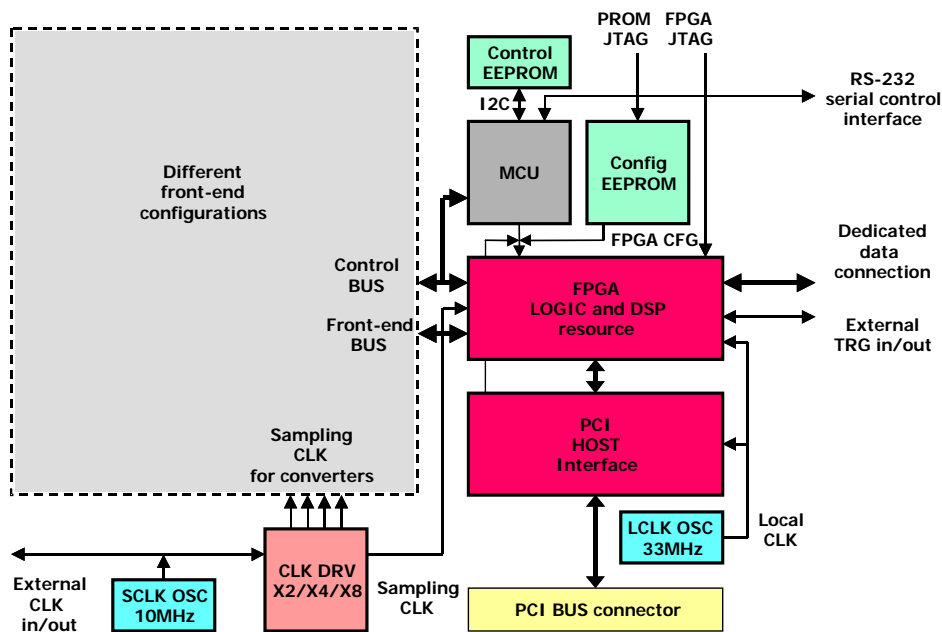 PROM FPGA
JTAG JTAG
Control
EEPROM
I2C
RS-232
serial control
interface
Different
front-end
configurations
MCU
Config
EEPROM
FPGA CFG
Dedicated
data
connection
Control
BUS
FPGA
LOGIC and DSP
resource
Front-end
BUS
External
TRG in/out
Sampling
CLK
for converters
PCI
HOST
Interface
LCLK OSC
33MHz
Local
CLK
External
CLK
in/out
SCLK OSC
10MHz
CLK DRV
X2/X4/X8
Sampling
CLK
PCI BUS connector